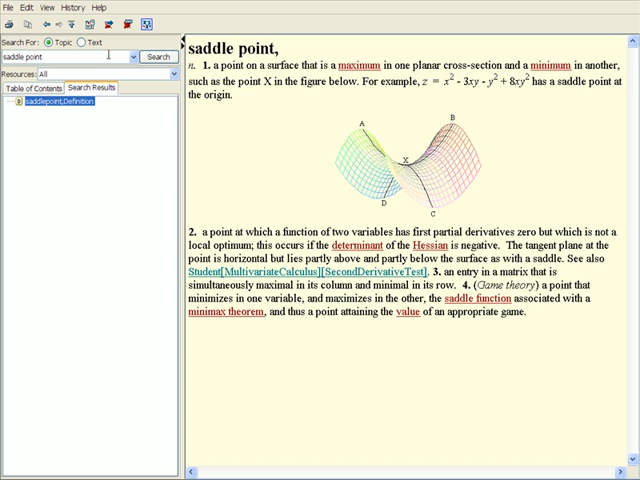 File Edit View History Help
Search For: Topic Text
saddle point Search
Resources: All
Table of Contents Search Results
saddlepoint,Definition
saddle point,
n. 1. a point on a surface that is a maximum in one planar cross-section and a minimum in another,
such as the point X in the figure below. For example, z = x² - 3xy - y² + 8xy² has a saddle point at
the origin.
A B
X
D
C
2. a point at which a function of two variables has first partial derivatives zero but which is not a
local optimum; this occurs if the determinant of the Hessian is negative. The tangent plane at the
point is horizontal but lies partly above and partly below the surface as with a saddle. See also
Student[MultivariateCalculus][SecondDerivativeTest]. 3. an entry in a matrix that is
simultaneously maximal in its column and minimal in its row. 4. (Game theory) a point that
minimizes in one variable, and maximizes in the other, the saddle function associated with a
minimax theorem, and thus a point attaining the value of an appropriate game.